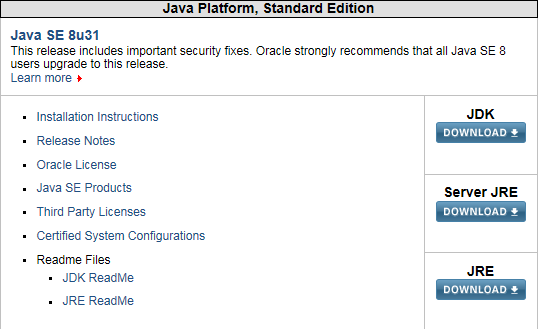 Java Platform, Standard Edition
Java SE 8u31
This release includes important security fixes. Oracle strongly recommends that all Java SE 8
users upgrade to this release.
Learn more
Installation Instructions
Release Notes
Oracle License
Java SE Products
Third Party Licenses
Certified System Configurations
Readme Files
JDK ReadMe
JRE ReadMe
JDK
DOWNLOAD
Server JRE
DOWNLOAD
JRE
DOWNLOAD